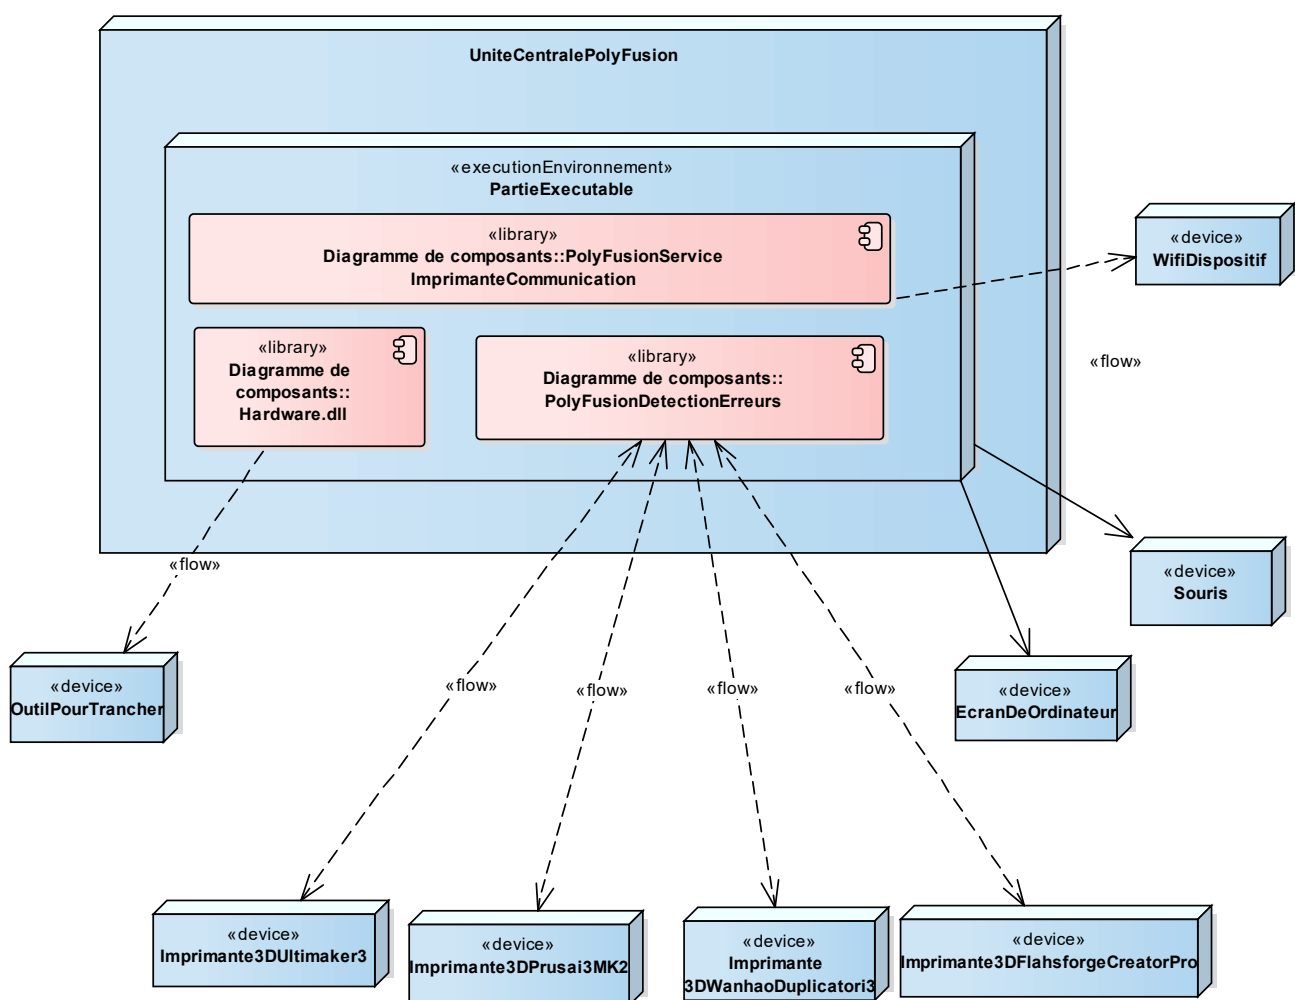 UniteCentralePolyFusion
«executionEnvironnement»
PartieExecutable
«library»
Diagramme de composants::PolyFusionService
ImprimanteCommunication
«device»
WifiDispositif
«library»
Diagramme de
composants::
Hardware.dll
«library»
Diagramme de composants::
PolyFusionDetectionErreurs
«flow»
«flow»
«device»
Souris
«device»
OutilPourTrancher
«flow»
«flow»
«flow»
«flow»
«device»
EcranDeOrdinateur
«device»
Imprimante3DUltimaker3
«device»
Imprimante3DPrusai3MK2
«device»
Imprimante
3DWanhaoDuplicatori3
«device»
Imprimante3DFlahsforgeCreatorPro